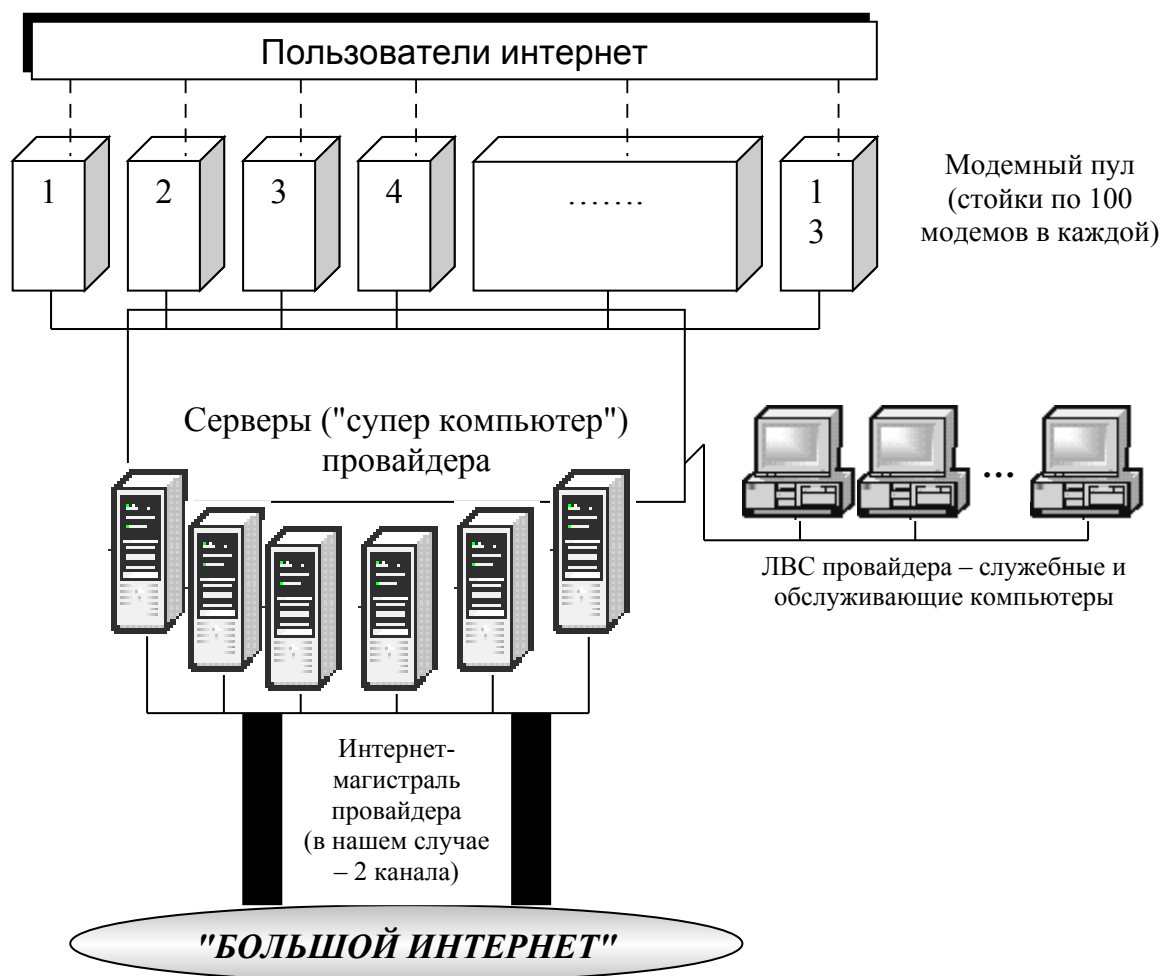 Пользователи интернет
1
2
3
4
.......
1
3
Модемный пул
(стойки по 100
модемов в каждой)
Серверы ("супер компьютер")
провайдера
...
ЛВС провайдера – служебные и
обслуживающие компьютеры
Интернет-
магистраль
провайдера
(в нашем случае
– 2 канала)
"БОЛЬШОЙ ИНТЕРНЕТ"